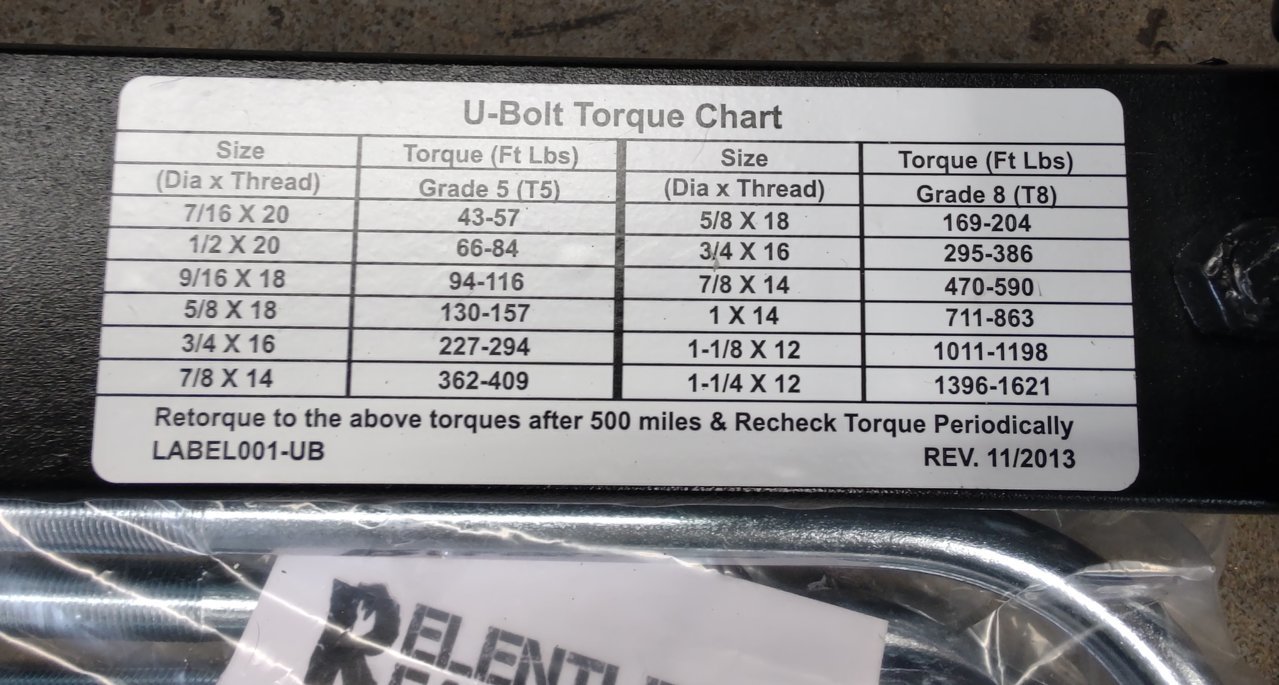 U-Bolt Torque Chart
Size Torque (Ft Lbs) Size Torque (Ft Lbs)
(Dia x Thread) Grade 5 (T5) (Dia x Thread) Grade 8 (T8)
7/16 X 20 43-57 5/8 X 18 169-204
1/2 X 20 66-84 3/4 X 16 295-386
9/16 X 18 94-116 7/8 X 14 470-590
5/8 X 18 130-157 1 X 14 711-863
3/4 X 16 227-294 1-1/8 X 12 1011-1198
7/8 X 14 362-409 1-1/4 X 12 1396-1621
Retorque to the above torques after 500 miles & Recheck Torque Periodically
LABEL001-UB REV. 11/2013